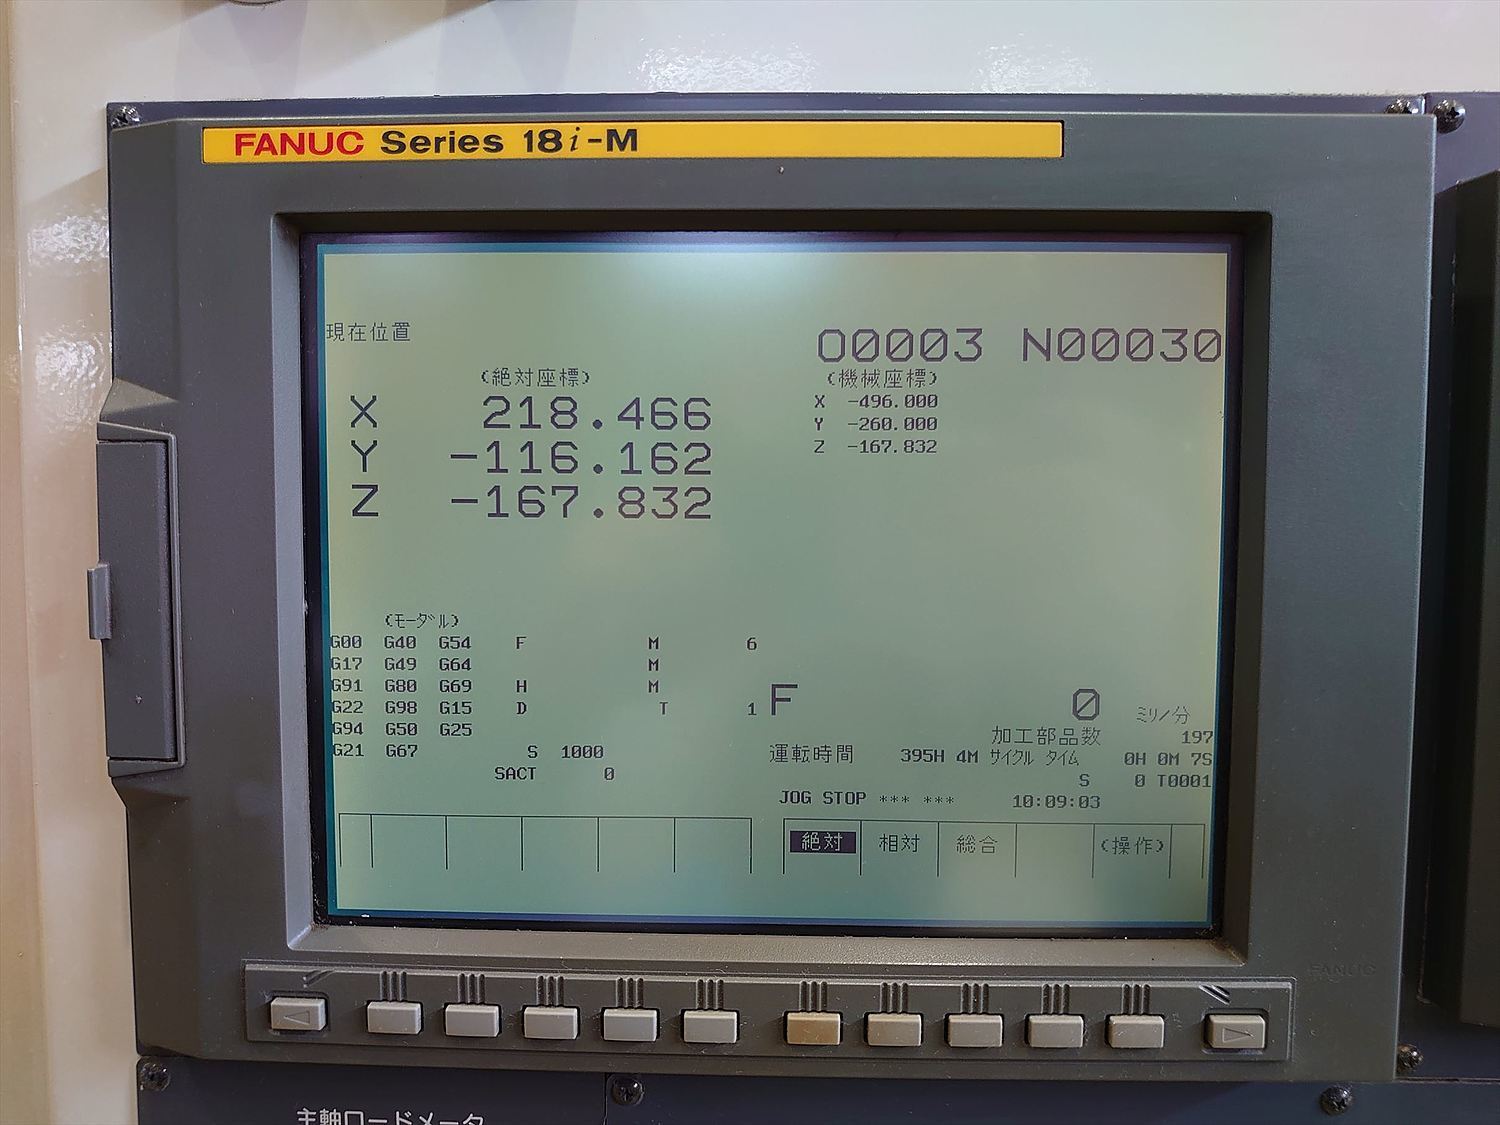 FANUC Series 18i-M
現在位置
O0003 N00030
(絶対座標)
X 218.466
Y -116.162
Z -167.832
(機械座標)
X -496.000
Y -260.000
Z -167.832
(モーダル)
G00 G40 G54 F M 6
G17 G49 G64 M
G91 G80 G69 H M
G22 G98 G15 D T 1
G94 G50 G25
G21 G67 S 1000
SACT 0
F 0 ミリ/分
加工部品数 197
運転時間 395H 4M サイクル タイム 0H 0M 7S
S 0 T0001
JOG STOP *** *** 10:09:03
絶対 相対 総合 (操作)
FANUC
主軸ロードメータ